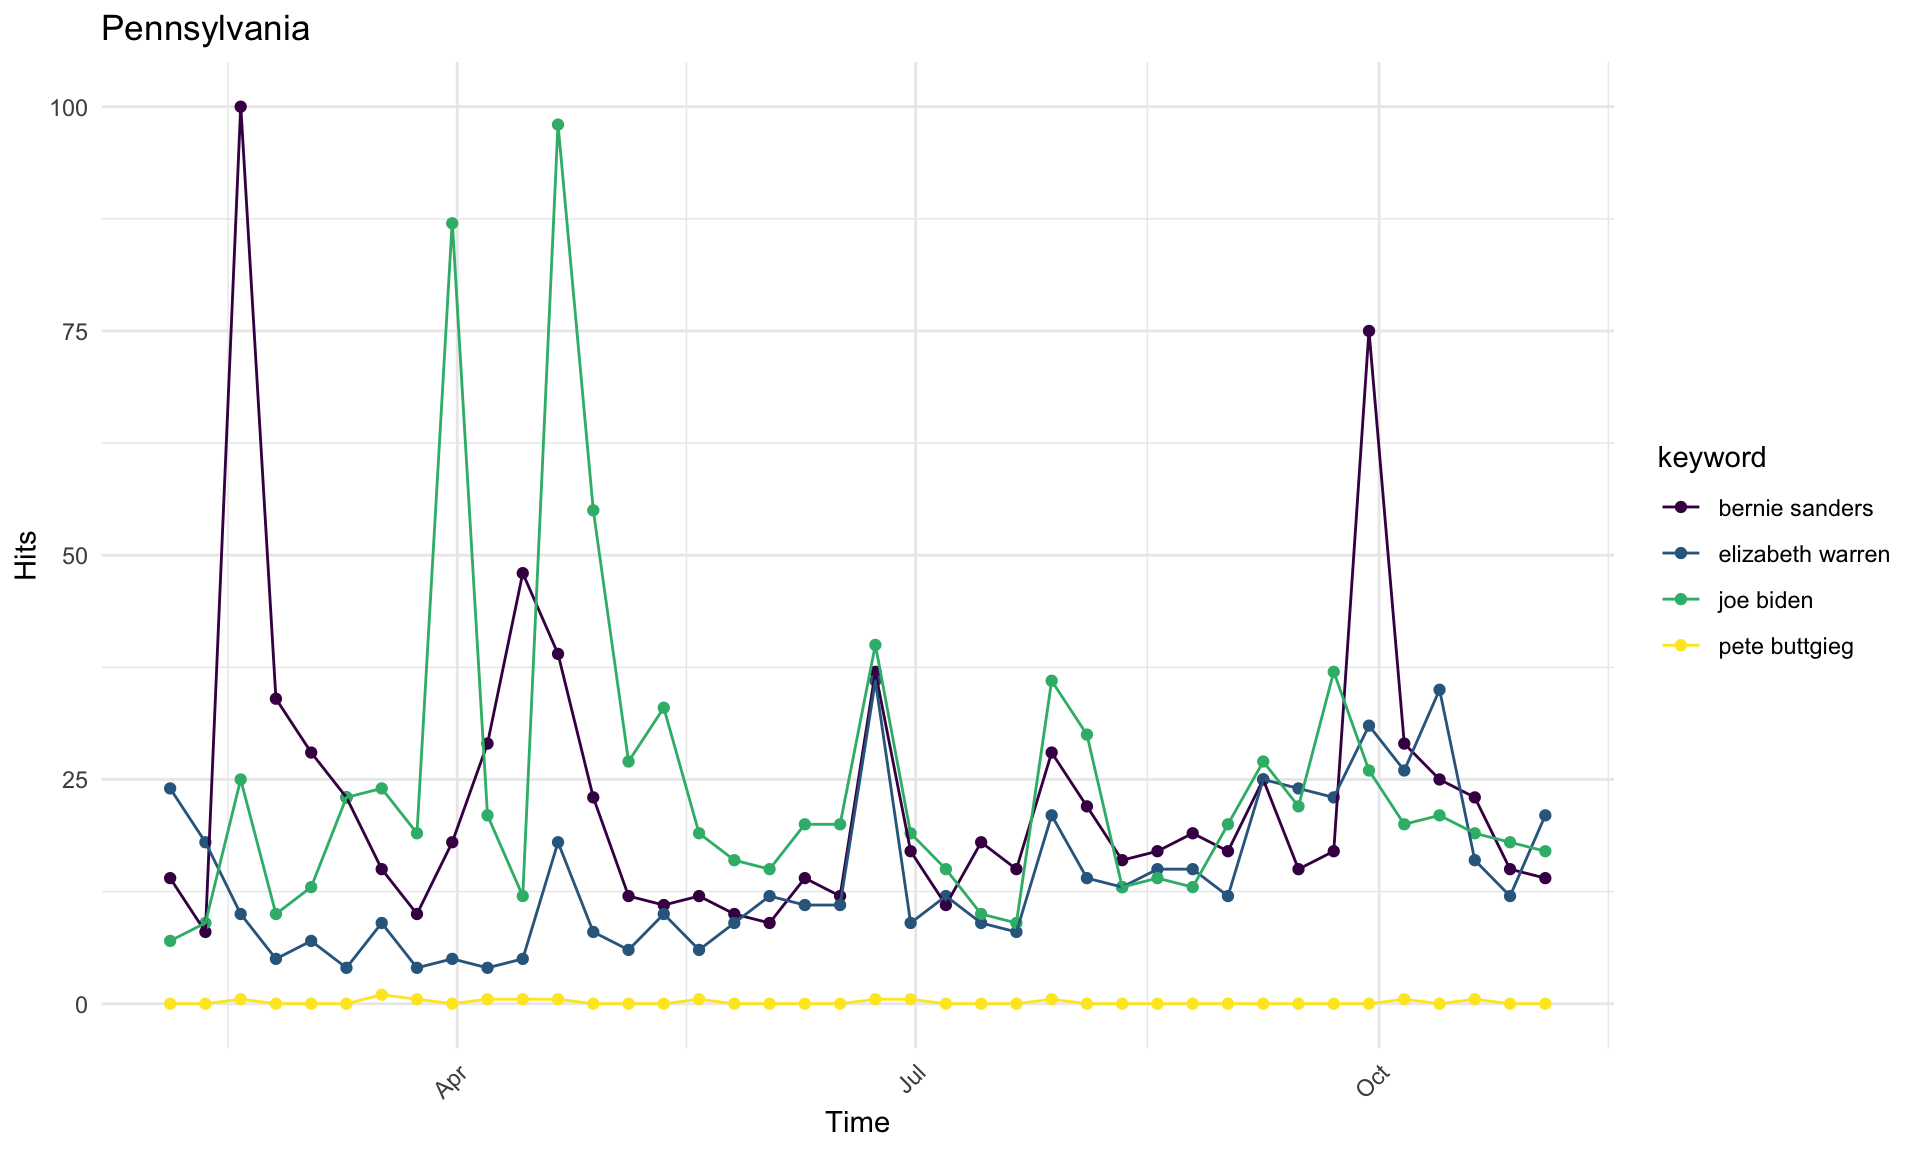 Pennsylvania
100
75
50
25
0
Hits
Apr
Jul
Oct
Time
keyword
bernie sanders
elizabeth warren
joe biden
pete buttgieg